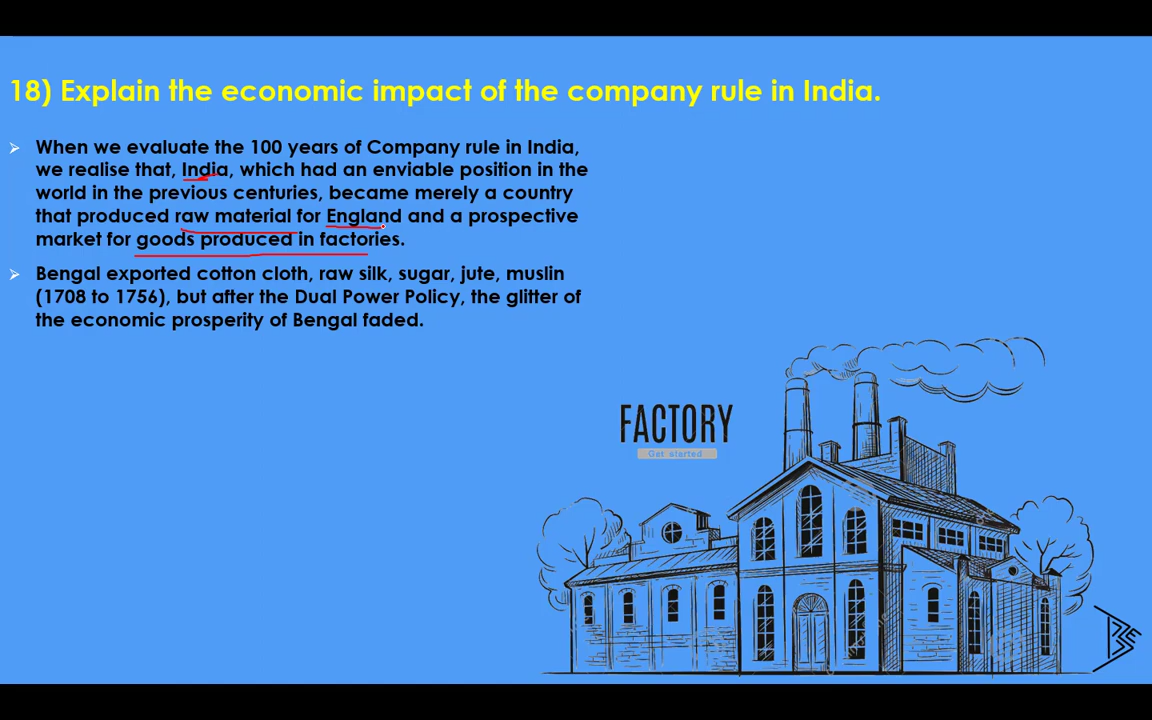 18) Explain the economic impact of the company rule in India.
When we evaluate the 100 years of Company rule in India,
we realise that, India, which had an enviable position in the
world in the previous centuries, became merely a country
that produced raw material for England and a prospective
market for goods produced in factories.
Bengal exported cotton cloth, raw silk, sugar, jute, muslin
(1708 to 1756), but after the Dual Power Policy, the glitter of
the economic prosperity of Bengal faded.
FACTORY
Get started